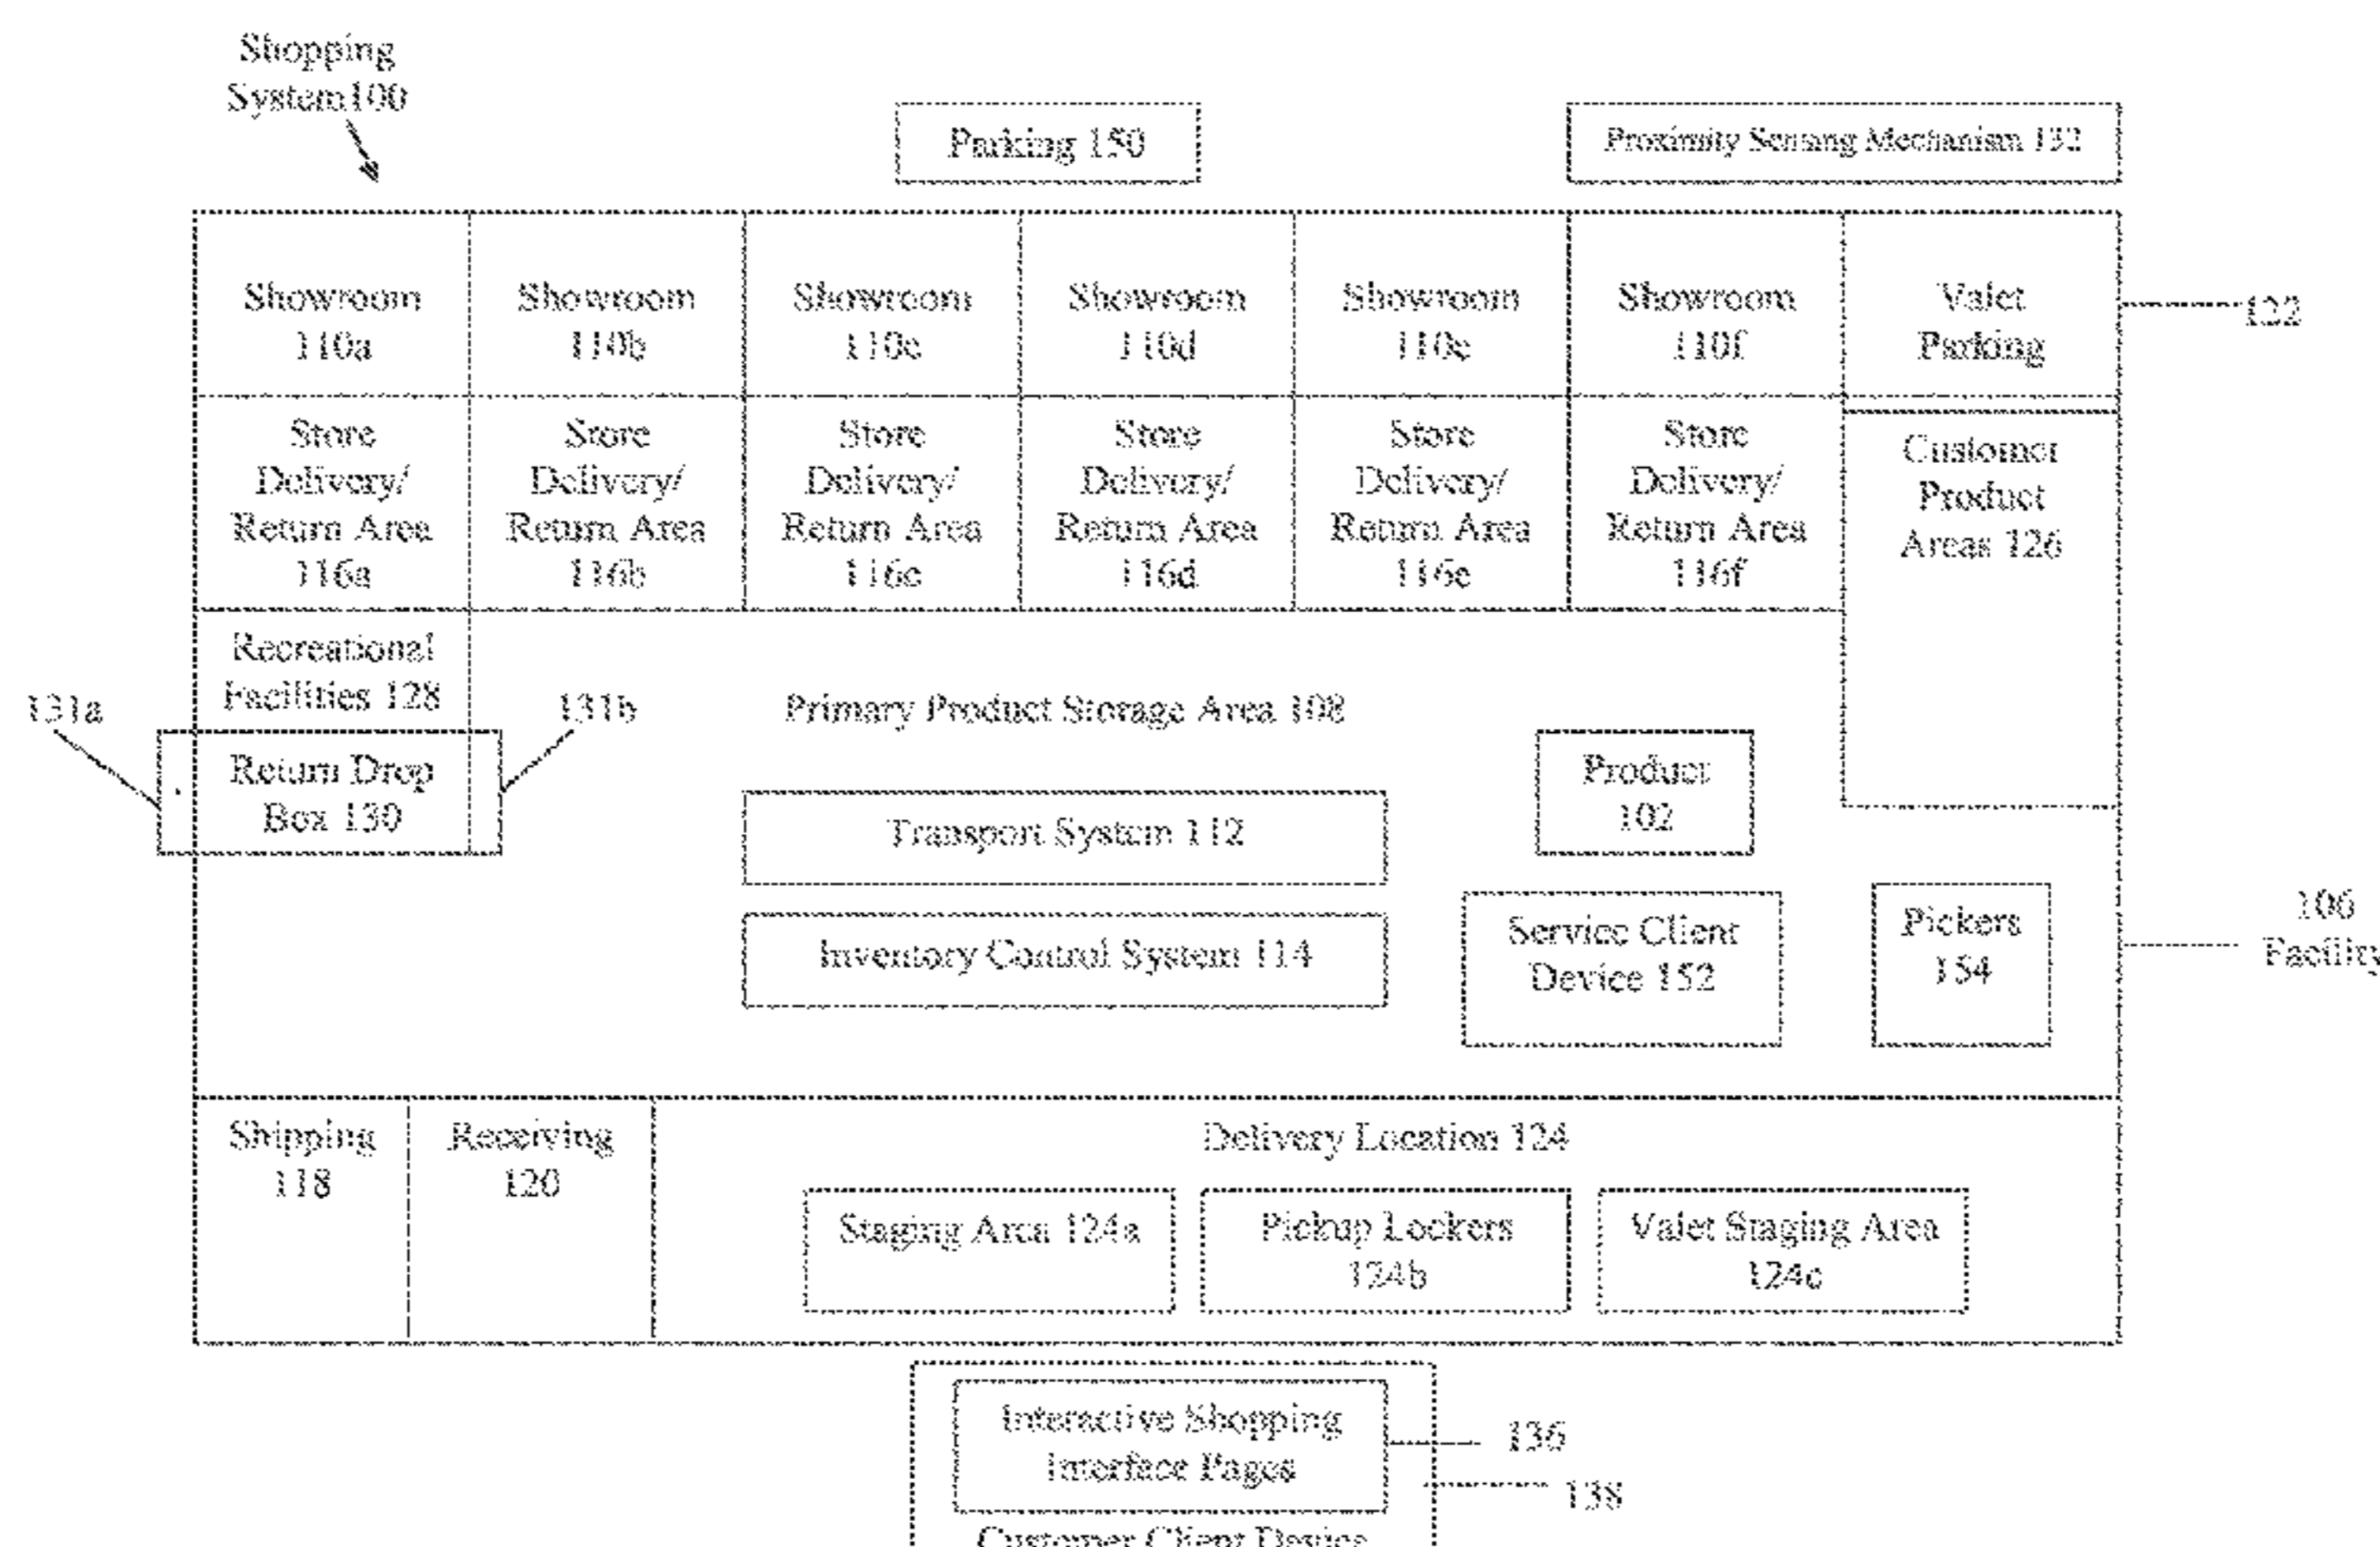 Shopping
System100
Parking 150
Proximity Sensing Mechanism 132
Showroom
110a
Showroom
110b
Showroom
110c
Showroom
110d
Showroom
110e
Showroom
110f
Valet
Parking
122
Store
Delivery/
Return Area
116a
Store
Delivery/
Return Area
116b
Store
Delivery/
Return Area
116c
Store
Delivery/
Return Area
116d
Store
Delivery/
Return Area
116e
Store
Delivery/
Return Area
116f
Customer
Product
Areas 126
Recreational
Facilities 128
131a
131b
Return Drop
Box 130
Primary Product Storage Area 108
Product
102
Transport System 112
Inventory Control System 114
Service Client
Device 152
Pickers
154
106
Facility
Shipping
118
Receiving
120
Delivery Location 124
Staging Area 124a
Pickup Lockers
124b
Valet Staging Area
124c
Interactive Shopping
Interface Pages
136
138
Customer Client Device